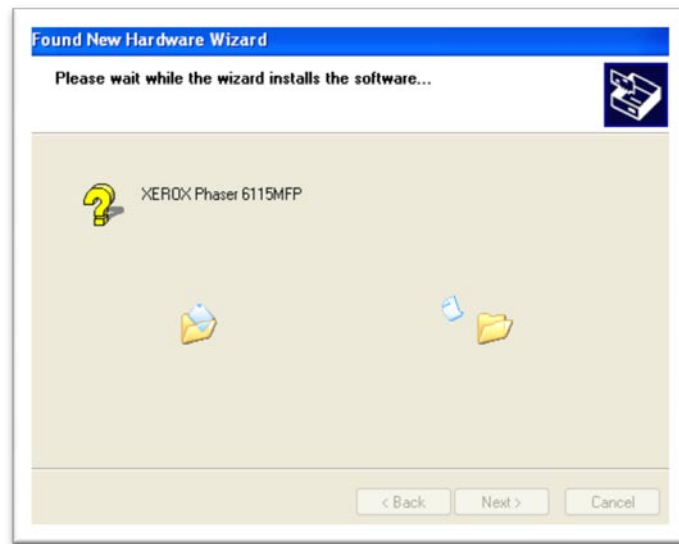 Found New Hardware Wizard
Please wait while the wizard installs the software...
XEROX Phaser 6115MFP
< Back Next > Cancel